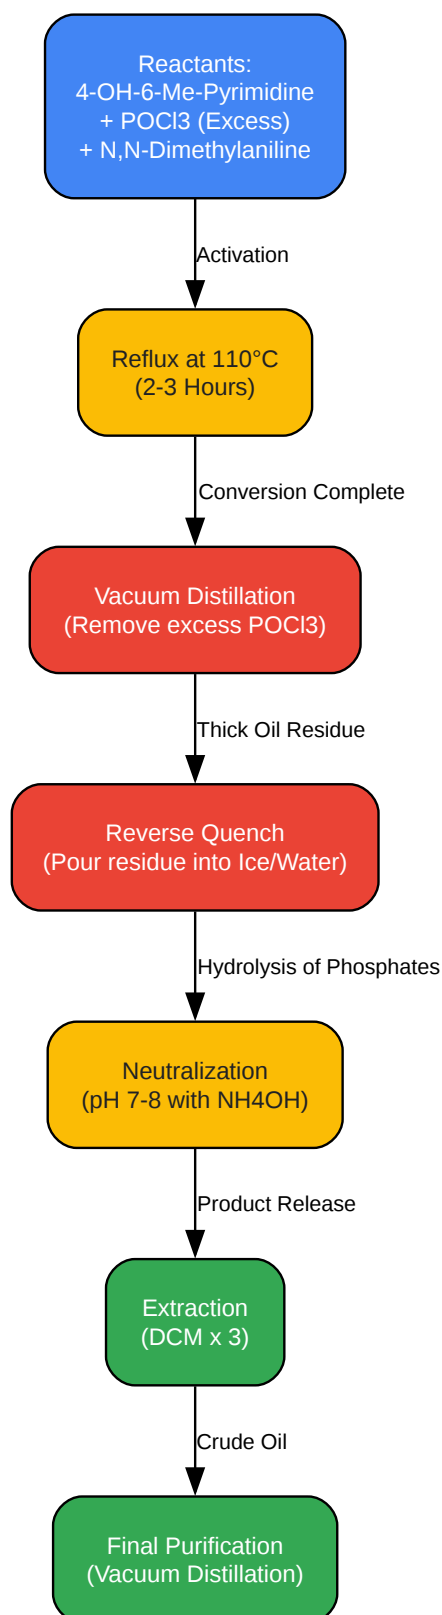 Reactants:
4-OH-6-Me-Pyrimidine
+ POCl3 (Excess)
+ N,N-Dimethylaniline
Activation
Reflux at 110°C
(2-3 Hours)
Conversion Complete
Vacuum Distillation
(Remove excess POCl3)
Thick Oil Residue
Reverse Quench
(Pour residue into Ice/Water)
Hydrolysis of Phosphates
Neutralization
(pH 7-8 with NH4OH)
Product Release
Extraction
(DCM x 3)
Crude Oil
Final Purification
(Vacuum Distillation)